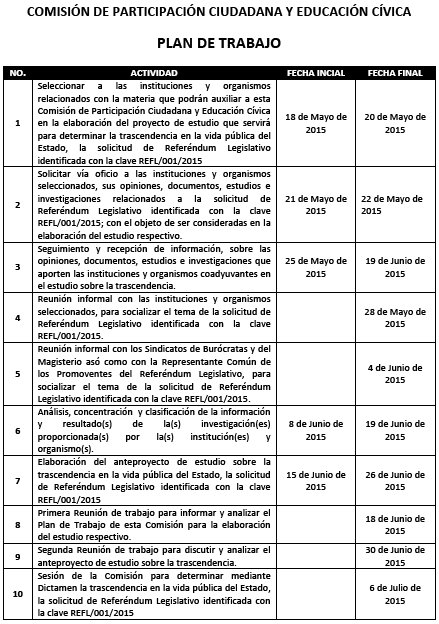 COMISIÓN DE PARTICIPACIÓN CIUDADANA Y EDUCACIÓN CÍVICA
PLAN DE TRABAJO
NO. ACTIVIDAD FECHA INCIAL FECHA FINAL
Seleccionar a las instituciones y organismos
relacionados con la materia que podrán auxiliar a esta
Comisión de Participación Ciudadana y Educación Cívica
1 en la elaboración del proyecto de estudio que servirá 18 de Mayo de 2015 20 de Mayo de 2015
para determinar la trascendencia en la vida pública del
Estado, la solicitud de Referéndum Legislativo
identificada con la clave REFL/001/2015
Solicitar vía oficio a las instituciones y organismos
seleccionados, sus opiniones, documentos, estudios e
2 investigaciones relacionados a la solicitud de 21 de Mayo de 2015 22 de Mayo de 2015
Referéndum Legislativo identificada con la clave
REFL/001/2015; con el objeto de ser consideradas en la
elaboración del estudio respectivo.
Seguimiento y recepción de información, sobre las
3 opiniones, documentos, estudios e investigaciones que 25 de Mayo de 2015 19 de Junio de 2015
aporten las instituciones y organismos coadyuvantes en
el estudio sobre la trascendencia.
Reunión informal con las instituciones y organismos
4 seleccionados, para socializar el tema de la solicitud de 28 de Mayo de 2015
Referéndum Legislativo identificada con la clave
REFL/001/2015.
Reunión informal con los Sindicatos de Burócratas y del
Magisterio asó como con la Representante Común de
5 los Promoventes del Referéndum Legislativo, para 4 de Junio de 2015
socializar el tema de la solicitud de Referéndum
Legislativo identificada con la clave REFL/001/2015.
Análisis, concentración y clasificación de la información
6 y resultado(s) de la(s) investigación(es) 8 de Junio de 2015 19 de Junio de 2015
proporcionada(s) por la(s) institución(es) y
organismo(s).
Elaboración del anteproyecto de estudio sobre la
7 trascendencia en la vida pública del Estado, la solicitud 15 de Junio de 2015 26 de Junio de 2015
de Referéndum Legislativo identificada con la clave
REFL/001/2015
Primera Reunión de trabajo para informar y analizar el
8 Plan de Trabajo de esta Comisión para la elaboración 18 de Junio de 2015
del estudio respectivo.
9 Segunda Reunión de trabajo para discutir y analizar el 30 de Junio de 2015
anteproyecto de estudio sobre la trascendencia.
Sesión de la Comisión para determinar mediante
10 Dictamen la trascendencia en la vida pública del Estado, 6 de Julio de 2015
la solicitud de Referéndum Legislativo identificada con
la clave REFL/001/2015